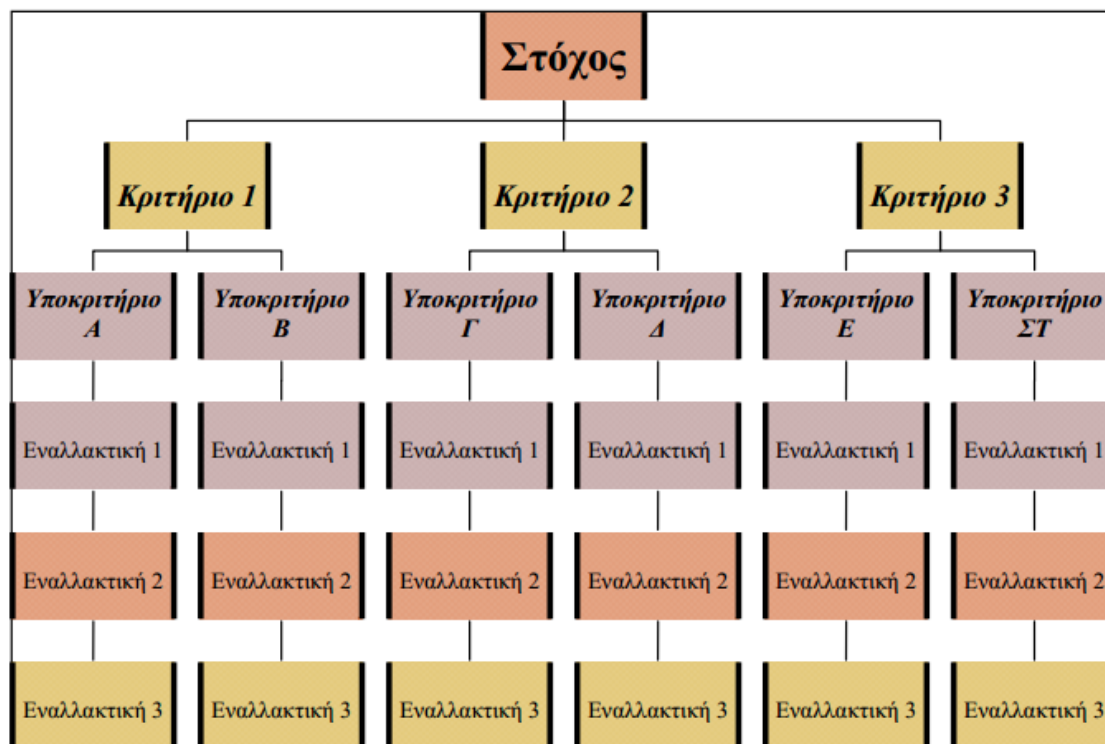 Στόχος
Κριτήριο 1
Κριτήριο 2
Κριτήριο 3
Υποκριτήριο
Α
Υποκριτήριο
Β
Υποκριτήριο
Γ
Υποκριτήριο
Δ
Υποκριτήριο
Ε
Υποκριτήριο
ΣΤ
Εναλλακτική 1
Εναλλακτική 1
Εναλλακτική 1
Εναλλακτική 1
Εναλλακτική 1
Εναλλακτική 1
Εναλλακτική 2
Εναλλακτική 2
Εναλλακτική 2
Εναλλακτική 2
Εναλλακτική 2
Εναλλακτική 2
Εναλλακτική 3
Εναλλακτική 3
Εναλλακτική 3
Εναλλακτική 3
Εναλλακτική 3
Εναλλακτική 3